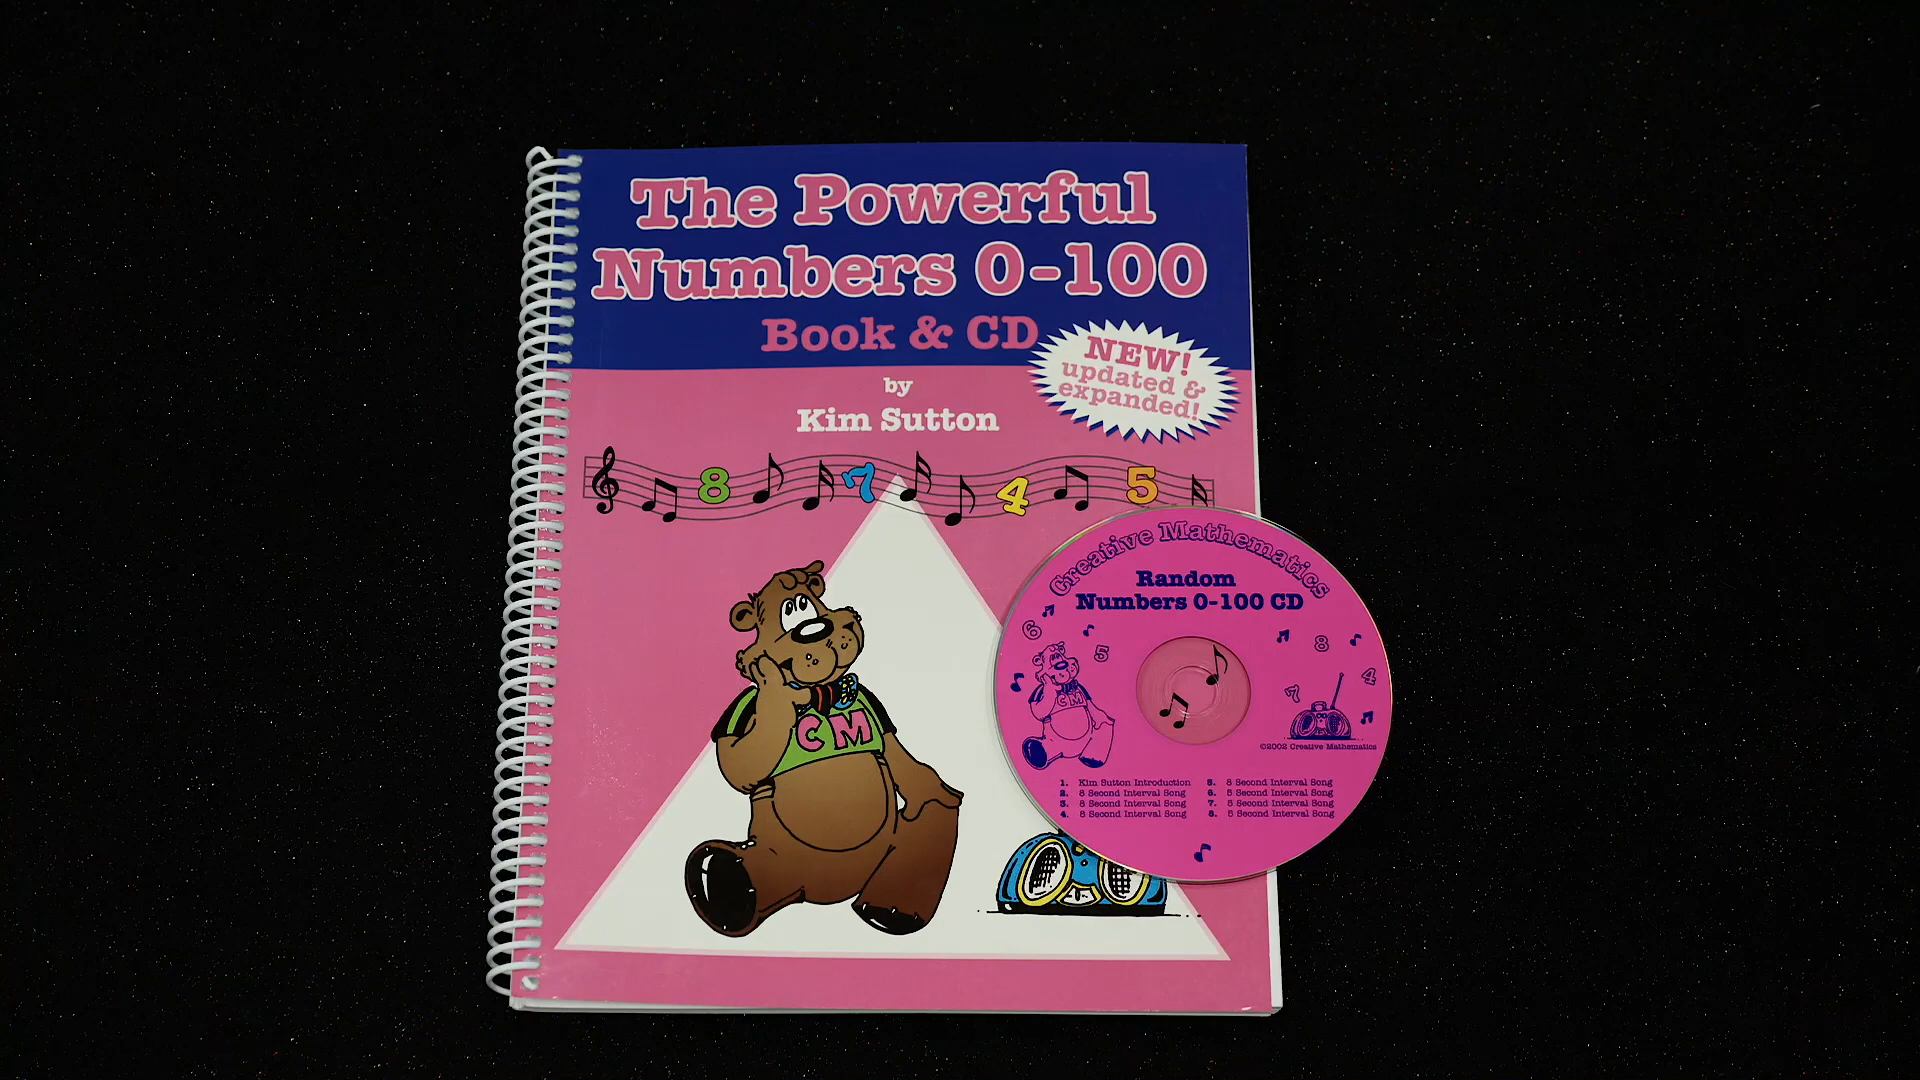 The Powerful
Numbers 0-100
Book & CD
NEW!
updated &
expanded!
by
Kim Sutton
8 7 4 5
CM
Creative Mathematics
Random
Numbers 0-100 CD
6
5
8
4
7
CM
©2002 Creative Mathematics
1. Kim Sutton Introduction
2. 8 Second Interval Song
3. 8 Second Interval Song
4. 8 Second Interval Song
5. 8 Second Interval Song
6. 5 Second Interval Song
7. 5 Second Interval Song
8. 5 Second Interval Song